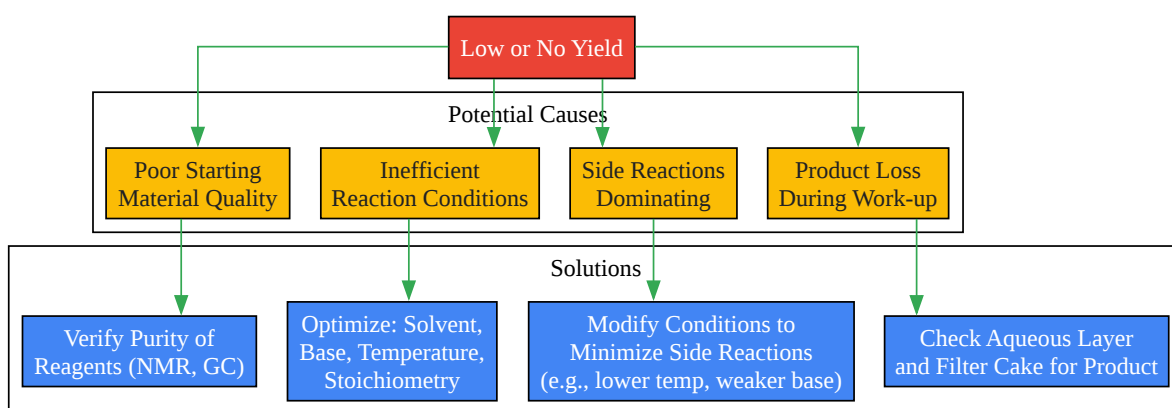 Low or No Yield
Potential Causes
Poor Starting
Material Quality
Inefficient
Reaction Conditions
Side Reactions
Dominating
Product Loss
During Work-up
Solutions
Verify Purity of
Reagents (NMR, GC)
Optimize: Solvent,
Base, Temperature,
Stoichiometry
Modify Conditions to
Minimize Side Reactions
(e.g., lower temp, weaker base)
Check Aqueous Layer
and Filter Cake for Product